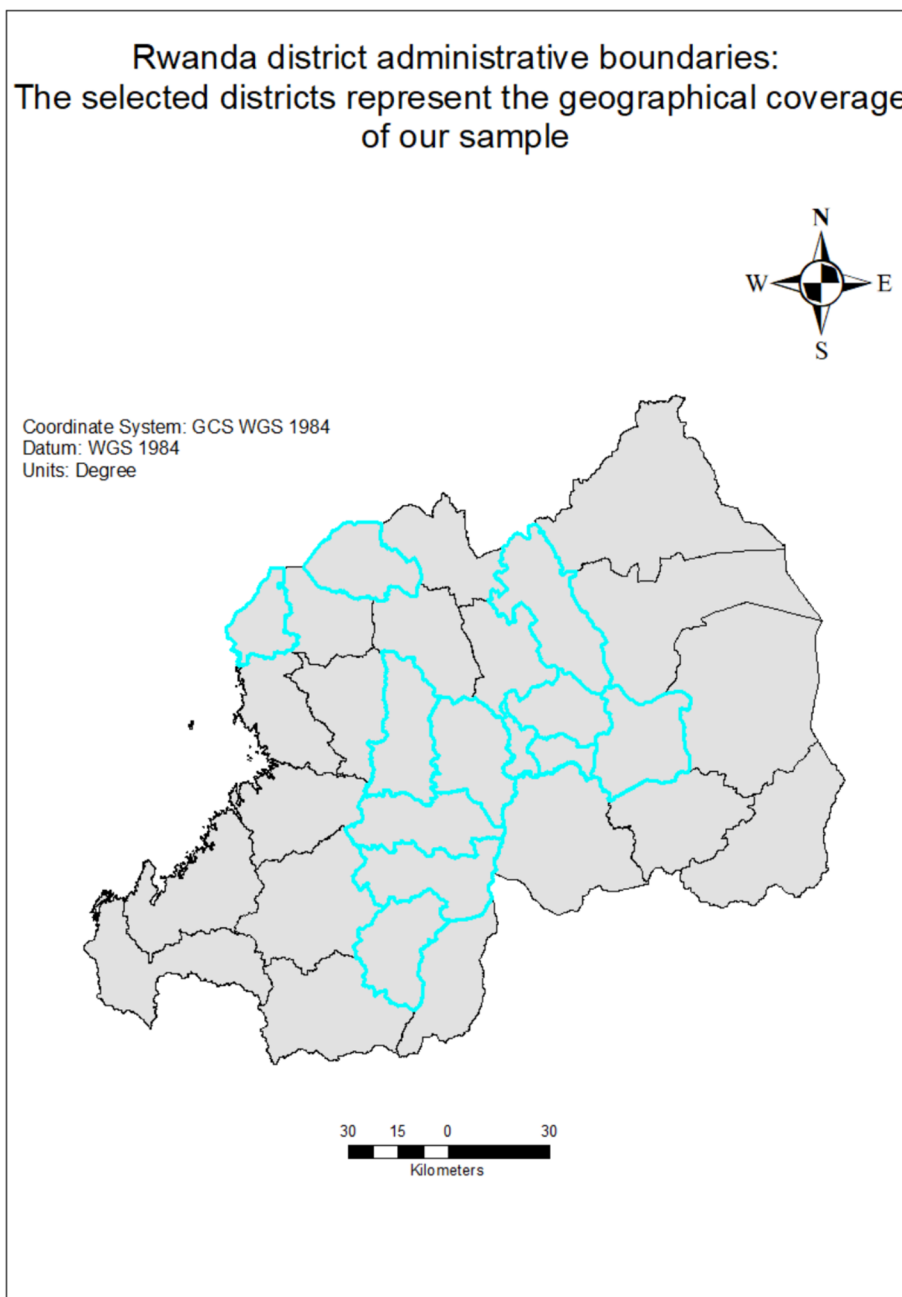 Rwanda district administrative boundaries:
The selected districts represent the geographical coverage
of our sample
N
W E
S
Coordinate System: GCS WGS 1984
Datum: WGS 1984
Units: Degree
30 15 0 30
Kilometers